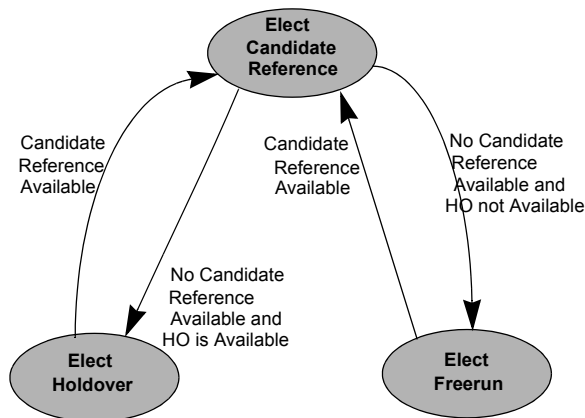 Elect
Candidate
Reference
Candidate
Reference
Available
Candidate
Reference
Available
No Candidate
Reference
Available and
HO not Available
No Candidate
Reference
Available and
HO is Available
Elect
Holdover
Elect
Freerun